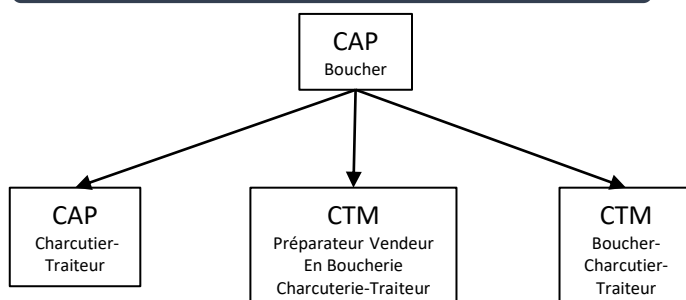 CAP
Boucher
CAP
Charcutier-
Traiteur
CTM
Préparateur Vendeur
En Boucherie
Charcuterie-Traiteur
CTM
Boucher-
Charcutier-
Traiteur